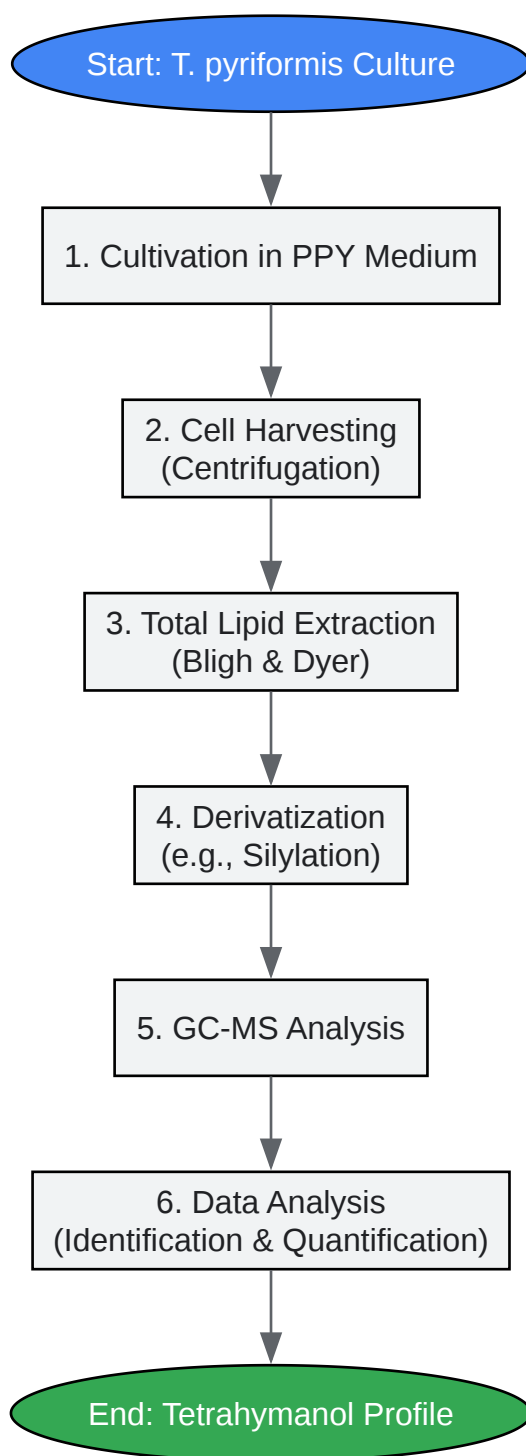 Start: T. pyriformis Culture
1. Cultivation in PPY Medium
2. Cell Harvesting
(Centrifugation)
3. Total Lipid Extraction
(Bligh & Dyer)
4. Derivatization
(e.g., Silylation)
5. GC-MS Analysis
6. Data Analysis
(Identification & Quantification)
End: Tetrahymanol Profile